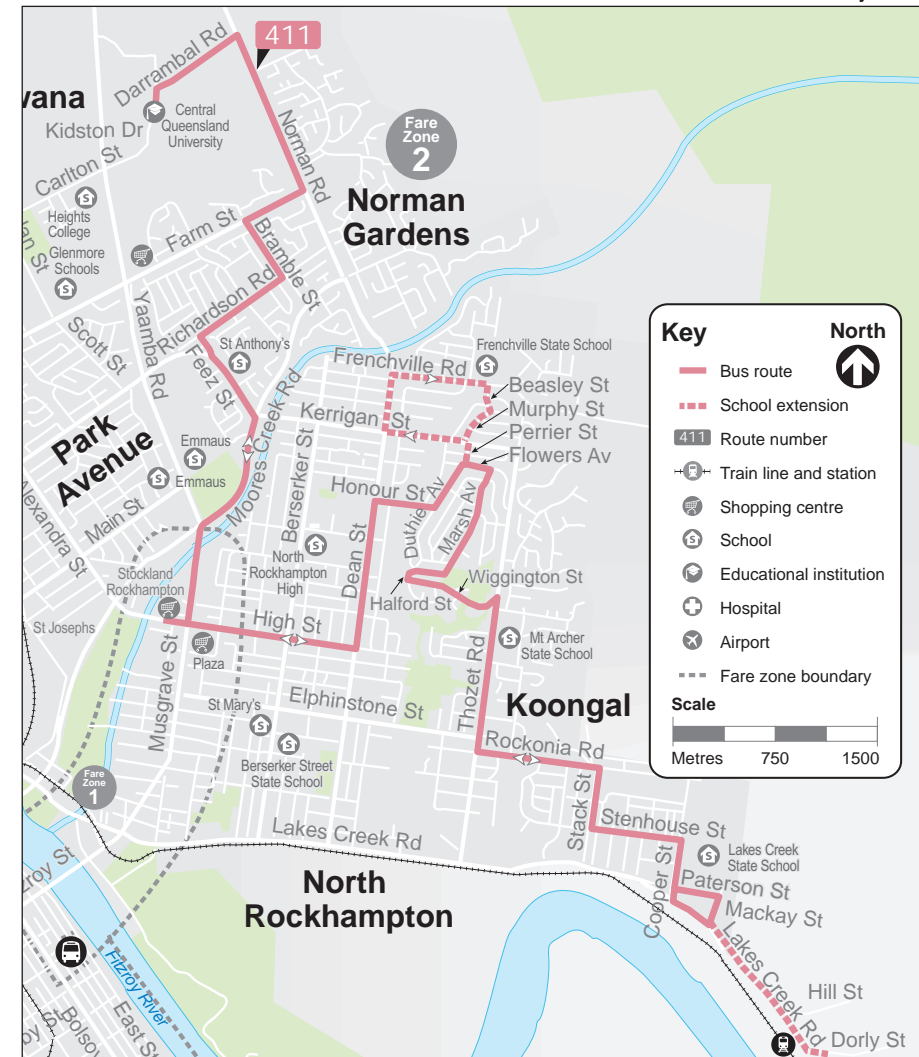 411
Darrambal Rd
wana
Central
Queensland
University
Kidston Dr
Norman Rd
Fare
Zone
2
Carlton St
Norman
Gardens
Heights
College
Farm St
Bramble St
Glenmore
Schools
Yaamba Rd
Richardson Rd
Scott St
Feez St
St Anthony's
Frenchville State School
Frenchville Rd
Beasley St
Murphy St
Kerrigan St
Perrier St
Flowers Av
Park
Avenue
Emmaus
Emmaus
Moores Creek Rd
Berserker St
Honour St
Duthie Av
Marsh Av
Alexandra St
Main St
Dean St
North
Rockhampton
High
Stockland
Rockhampton
Wiggington St
Halford St
St Josephs
High St
Plaza
Musgrave St
Mt Archer
State School
Thozet Rd
Elphinstone St
Koongal
St Mary's
Berserker Street
State School
Rockonia Rd
Fare
Zone
1
Stack St
Stenhouse St
Lakes Creek Rd
Lakes Creek
State School
Cooper St
Paterson St
Mackay St
North
Rockhampton
Lakes Creek Rd
Hill St
Dorly St
Fitzroy River
East St
Key
North
Bus route
School extension
411 Route number
Train line and station
Shopping centre
School
Educational institution
Hospital
Airport
Fare zone boundary
Scale
Metres 750 1500